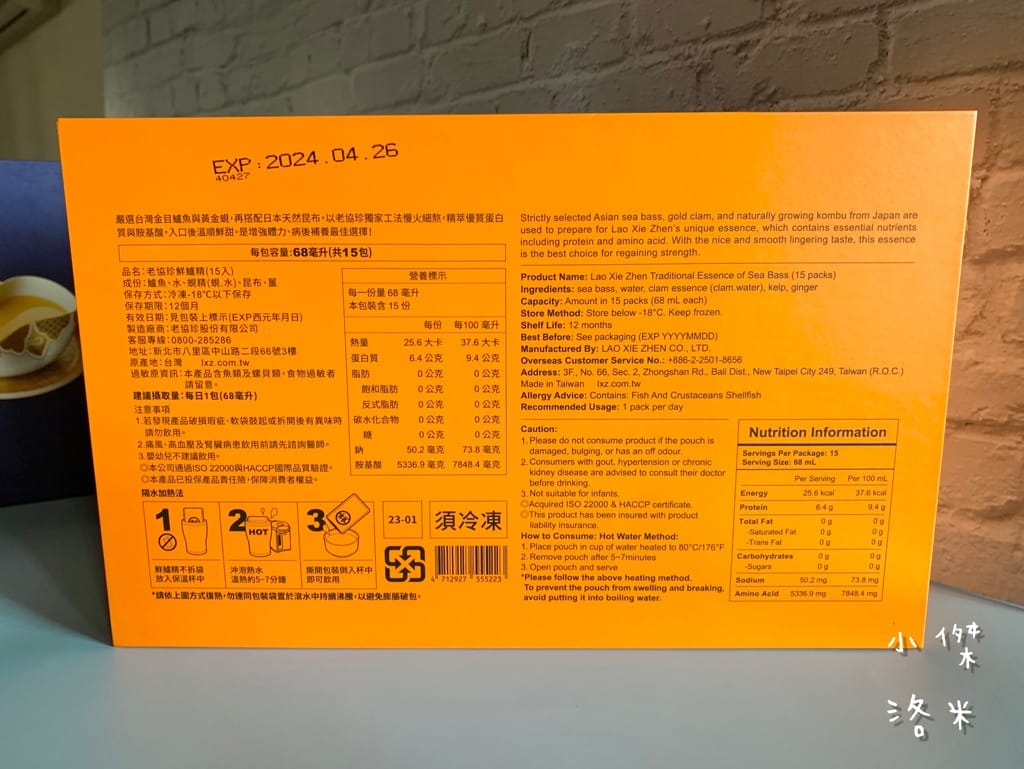 EXP : 2024 . 04 . 26
40427
嚴選台灣金目鱸魚與黃金蜆,再搭配日本天然昆布,以老協珍獨家工法慢火細熬,精萃優質蛋白
質與胺基酸,入口後溫順鮮甜。是增強體力、病後補養最佳選擇!
每包容量:68毫升(共15包)
品名:老協珍鮮鱸精(15入)
成份:鱸魚、水、蜆精(蜆.水)、昆布、薑
保存方式:冷凍-18°C以下保存
保存期限:12個月
有效日期:見包裝上標示(EXP西元年月日)
製造廠商:老協珍股份有限公司
客服專線:0800-285286
地址:新北市八里區中山路二段66號3樓
原產地:台灣 lxz.com.tw
過敏原資訊:本產品含魚類及螺貝類,食物過敏者
請留意。
建議攝取量:每日1包(68毫升)
注意事項
1.若發現產品破損瑕疵、軟袋鼓起或拆開後有異味時
請勿飲用。
2.痛風、高血壓及腎臟病患飲用前請先諮詢醫師。
3.嬰幼兒不建議飲用。
◎本公司通過ISO 22000與HACCP國際品質驗證。
◎本產品已投保產品責任險,保障消費者權益。
營養標示
每一份量 68 毫升
本包裝含 15 份
每份 每100 毫升
熱量 25.6 大卡 37.6 大卡
蛋白質 6.4 公克 9.4 公克
脂肪 0 公克 0 公克
飽和脂肪 0 公克 0 公克
反式脂肪 0 公克 0 公克
碳水化合物 0 公克 0 公克
糖 0 公克 0 公克
鈉 50.2 毫克 73.8 毫克
胺基酸 5336.9 毫克 7848.4 毫克
隔水加熱法
1
鮮鱸精不拆袋
放入保溫杯中
2
HOT
沖泡熱水
溫熱約5~7分鐘
3
撕開包裝倒入杯中
即可飲用
23-01
須冷凍
4 712927 555223
*請依上圖方式復熱,勿連同包裝袋置於滾水中持續沸騰,以避免膨脹破包。
Strictly selected Asian sea bass, gold clam, and naturally growing kombu from Japan are
used to prepare for Lao Xie Zhen's unique essence, which contains essential nutrients
including protein and amino acid. With the nice and smooth lingering taste, this essence
is the best choice for regaining strength.
Product Name: Lao Xie Zhen Traditional Essence of Sea Bass (15 packs)
Ingredients: sea bass, water, clam essence (clam.water), kelp, ginger
Capacity: Amount in 15 packs (68 mL each)
Store Method: Store below -18°C. Keep frozen.
Shelf Life: 12 months
Best Before: See packaging (EXP YYYYMMDD)
Manufactured By: LAO XIE ZHEN CO., LTD.
Overseas Customer Service No.: +886-2-2501-8656
Address: 3F., No. 66, Sec. 2, Zhongshan Rd., Bali Dist., New Taipei City 249, Taiwan (R.O.C.)
Made in Taiwan lxz.com.tw
Allergy Advice: Contains: Fish And Crustaceans Shellfish
Recommended Usage: 1 pack per day
Caution:
1. Please do not consume product if the pouch is
damaged, bulging, or has an off odour.
2. Consumers with gout, hypertension or chronic
kidney disease are advised to consult their doctor
before drinking.
3. Not suitable for infants.
◎Acquired ISO 22000 & HACCP certificate.
◎This product has been insured with product
liability insurance.
How to Consume: Hot Water Method:
1. Place pouch in cup of water heated to 80°C/176°F
2. Remove pouch after 5~7minutes
3. Open pouch and serve
*Please follow the above heating method.
To prevent the pouch from swelling and breaking,
avoid putting it into boiling water.
Nutrition Information
Servings Per Package: 15
Serving Size: 68 mL
Per Serving Per 100 mL
Energy 25.6 kcal 37.6 kcal
Protein 6.4 g 9.4 g
Total Fat 0 g 0 g
-Saturated Fat 0 g 0 g
-Trans Fat 0 g 0 g
Carbohydrates 0 g 0 g
-Sugars 0 g 0 g
Sodium 50.2 mg 73.8 mg
Amino Acid 5336.9 mg 7848.4 mg
小傑
洛米